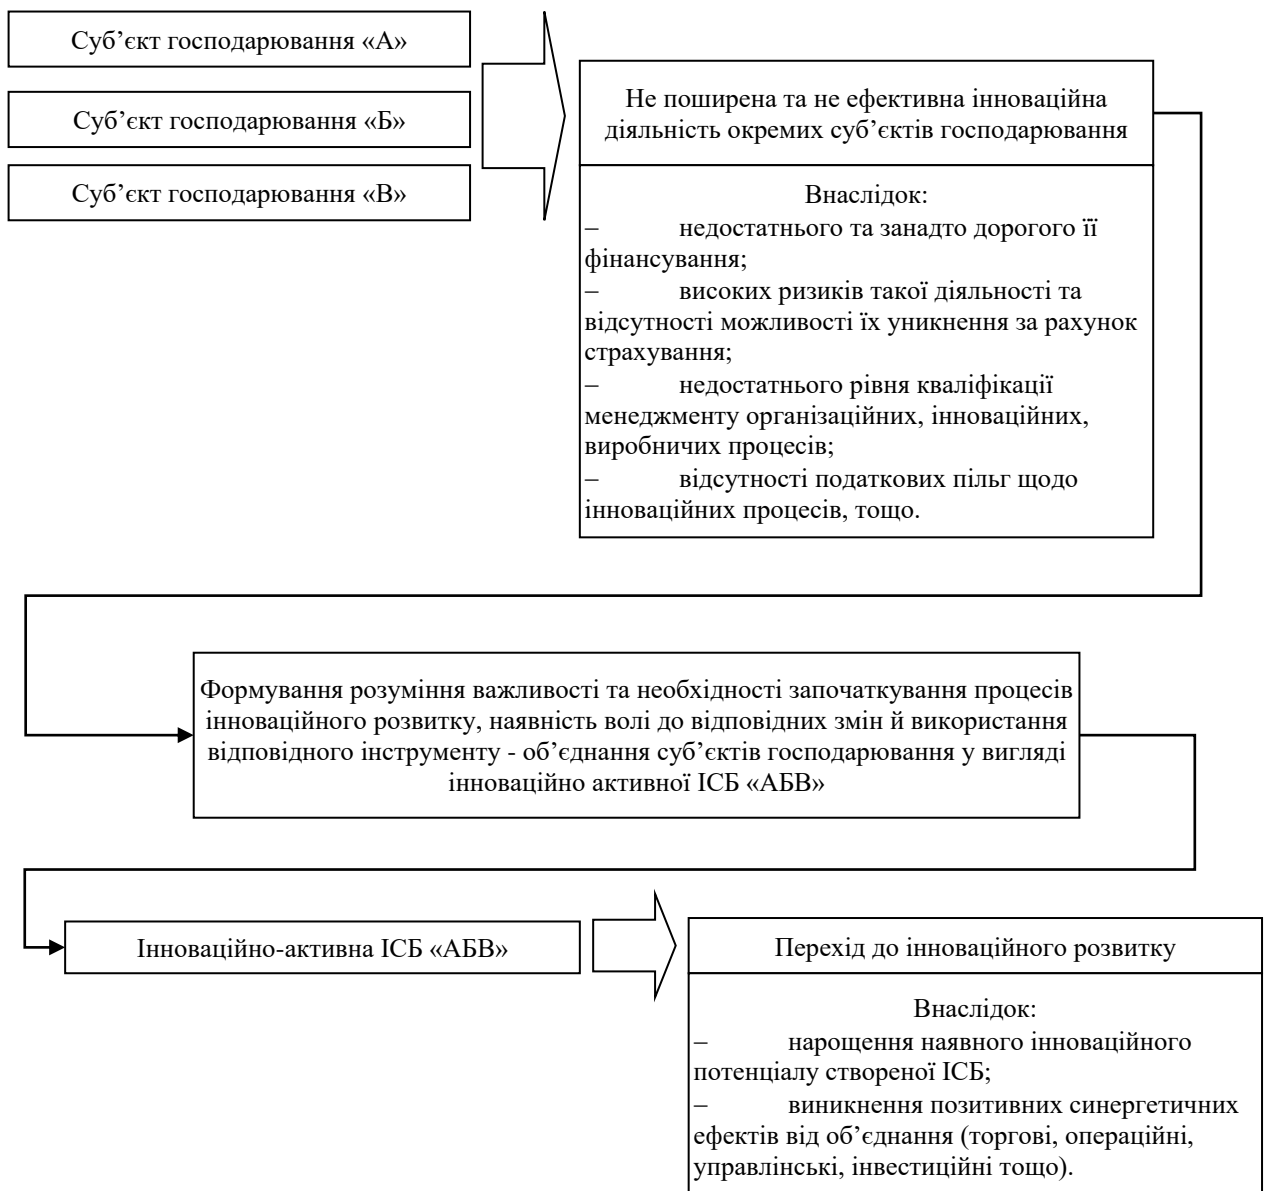 Суб’єкт господарювання «А»
Суб’єкт господарювання «Б»
Суб’єкт господарювання «В»
Не поширена та не ефективна інноваційна
діяльність окремих суб’єктів господарювання
Внаслідок:
– недостатнього та занадто дорогого її
фінансування;
– високих ризиків такої діяльності та
відсутності можливості їх уникнення за рахунок
страхування;
– недостатнього рівня кваліфікації
менеджменту організаційних, інноваційних,
виробничих процесів;
– відсутності податкових пільг щодо
інноваційних процесів, тощо.
Формування розуміння важливості та необхідності започаткування процесів
інноваційного розвитку, наявність волі до відповідних змін й використання
відповідного інструменту - об’єднання суб’єктів господарювання у вигляді
інноваційно активної ІСБ «АБВ»
Інноваційно-активна ІСБ «АБВ»
Перехід до інноваційного розвитку
Внаслідок:
– нарощення наявного інноваційного
потенціалу створеної ІСБ;
– виникнення позитивних синергетичних
ефектів від об’єднання (торгові, операційні,
управлінські, інвестиційні тощо).